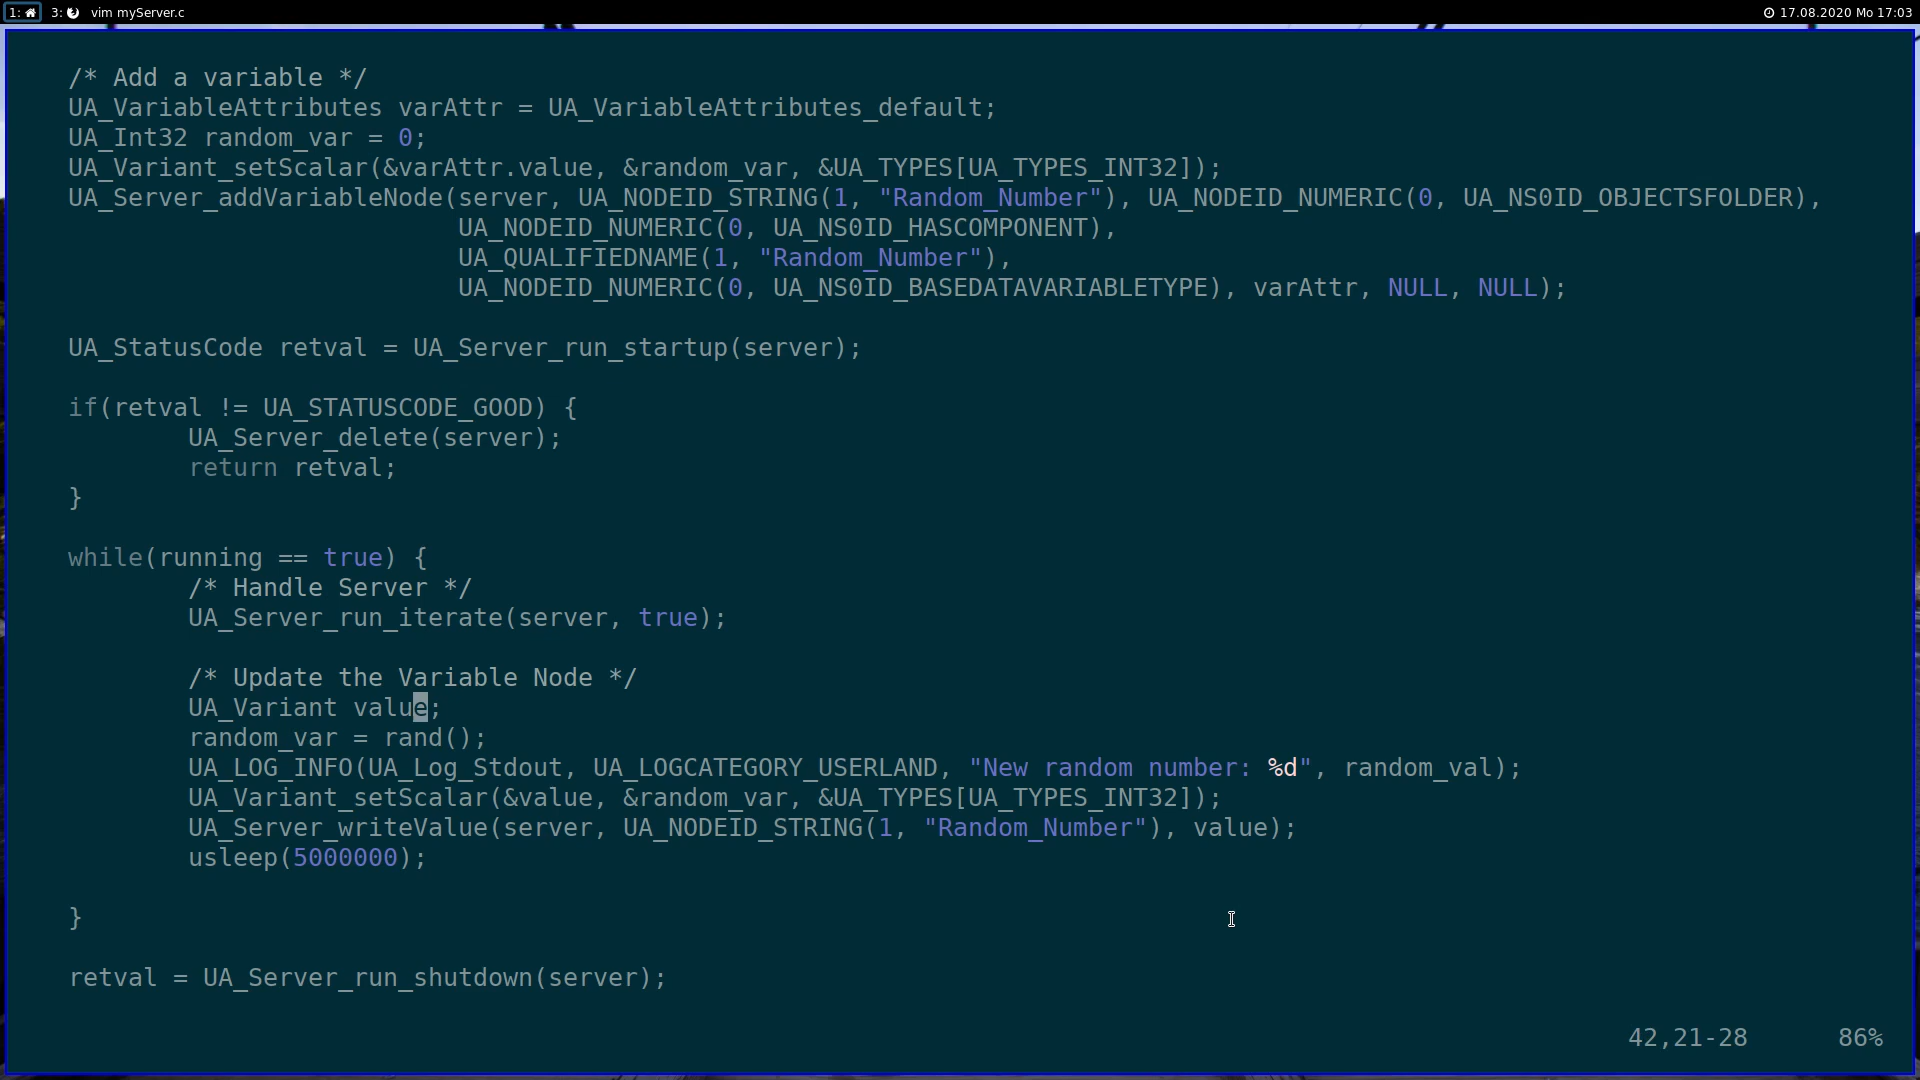 1: 3: vim myServer.c 17.08.2020 Mo 17:03
/* Add a variable */
UA_VariableAttributes varAttr = UA_VariableAttributes_default;
UA_Int32 random_var = 0;
UA_Variant_setScalar(&varAttr.value, &random_var, &UA_TYPES[UA_TYPES_INT32]);
UA_Server_addVariableNode(server, UA_NODEID_STRING(1, "Random_Number"), UA_NODEID_NUMERIC(0, UA_NS0ID_OBJECTSFOLDER),
UA_NODEID_NUMERIC(0, UA_NS0ID_HASCOMPONENT),
UA_QUALIFIEDNAME(1, "Random_Number"),
UA_NODEID_NUMERIC(0, UA_NS0ID_BASEDATAVARIABLETYPE), varAttr, NULL, NULL);
UA_StatusCode retval = UA_Server_run_startup(server);
if(retval != UA_STATUSCODE_GOOD) {
UA_Server_delete(server);
return retval;
}
while(running == true) {
/* Handle Server */
UA_Server_run_iterate(server, true);
/* Update the Variable Node */
UA_Variant value;
random_var = rand();
UA_LOG_INFO(UA_Log_Stdout, UA_LOGCATEGORY_USERLAND, "New random number: %d", random_val);
UA_Variant_setScalar(&value, &random_var, &UA_TYPES[UA_TYPES_INT32]);
UA_Server_writeValue(server, UA_NODEID_STRING(1, "Random_Number"), value);
usleep(5000000);
}
retval = UA_Server_run_shutdown(server);
42,21-28 86%